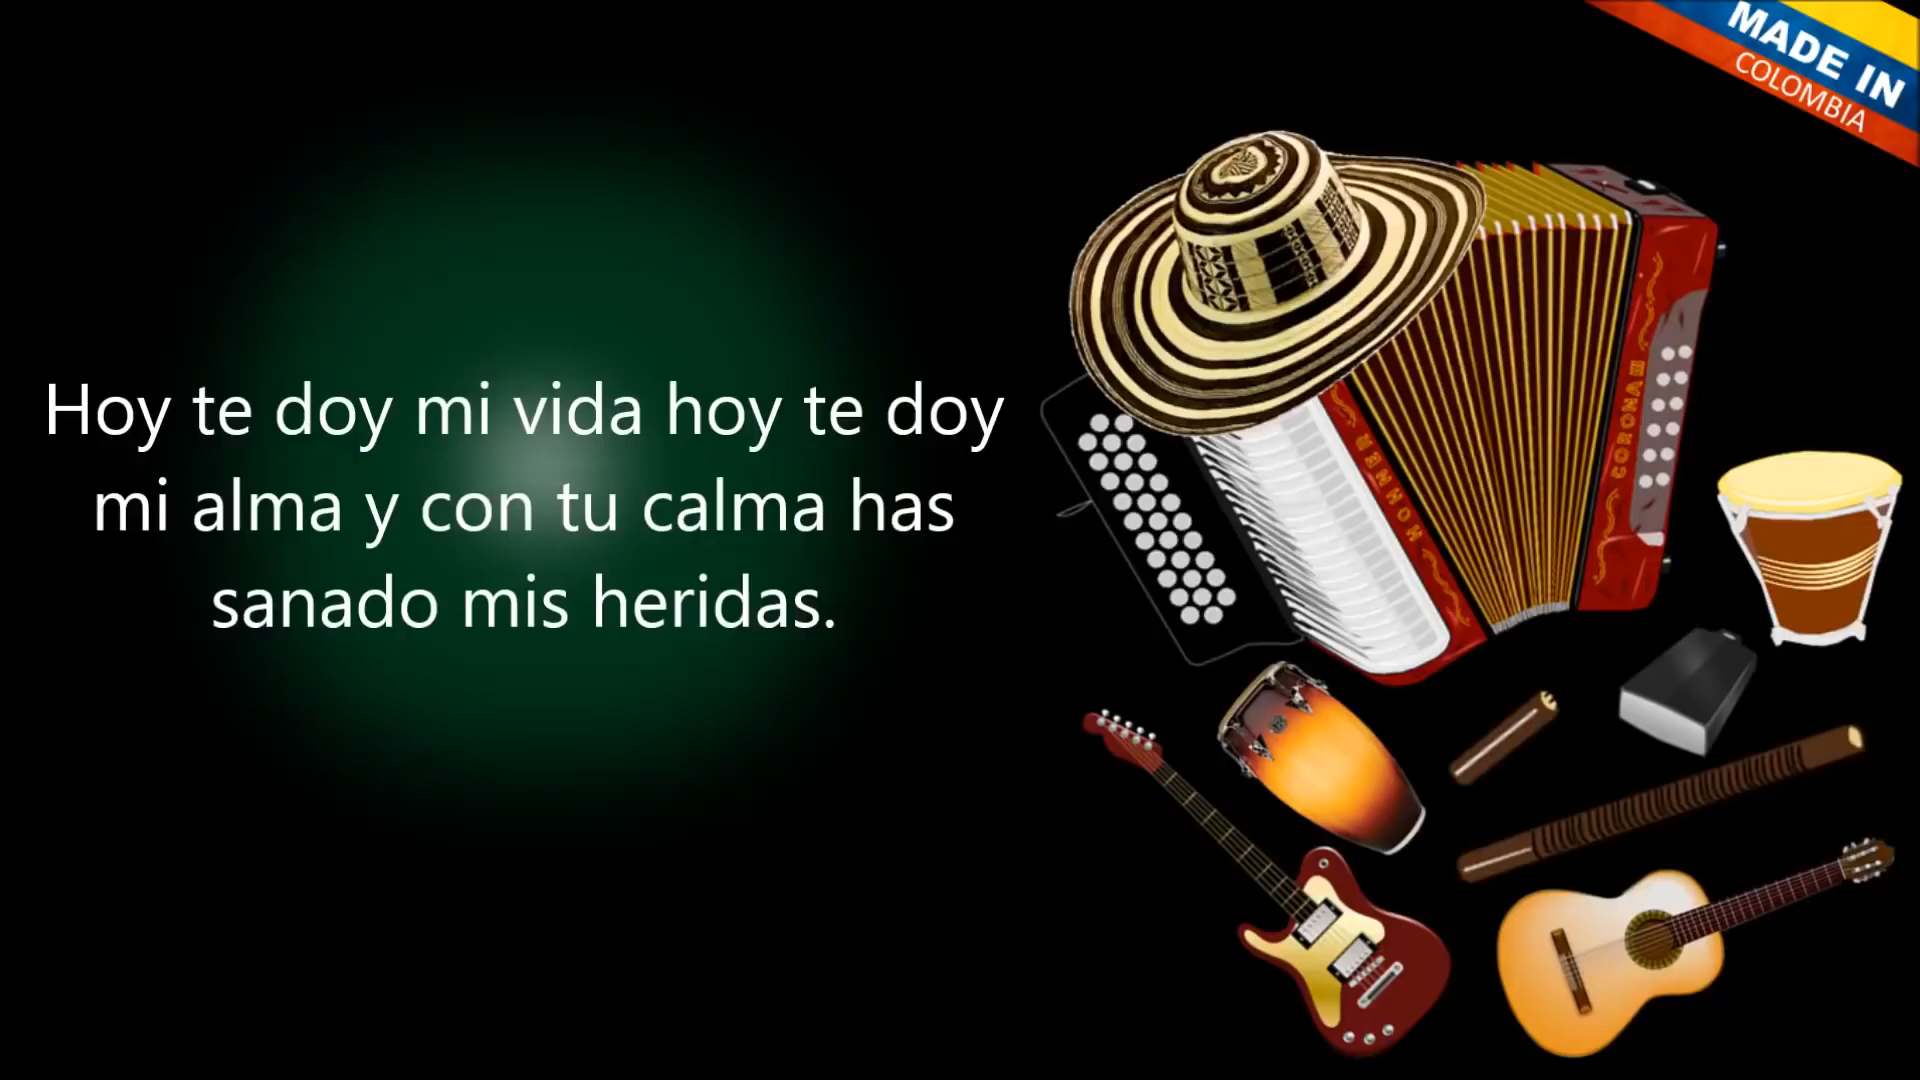 MADE IN
COLOMBIA
Hoy te doy mi vida hoy te doy
mi alma y con tu calma has
sanado mis heridas.
HOHNER
CORONA III